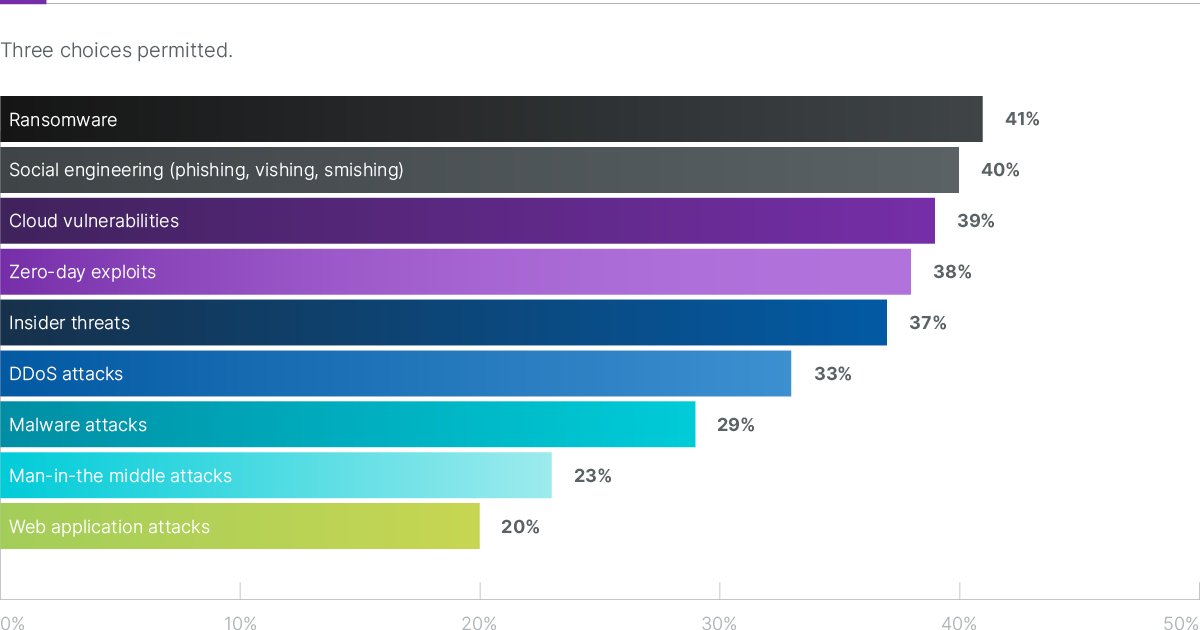 Three choices permitted.
Ransomware 41%
Social engineering (phishing, vishing, smishing) 40%
Cloud vulnerabilities 39%
Zero-day exploits 38%
Insider threats 37%
DDoS attacks 33%
Malware attacks 29%
Man-in-the middle attacks 23%
Web application attacks 20%
0% 10% 20% 30% 40% 50%